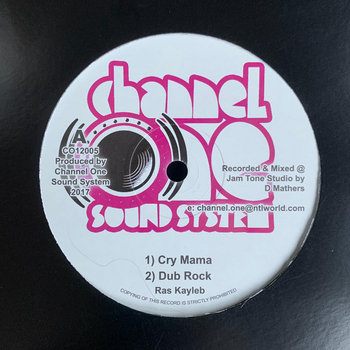 channel
One
SOUND SYSTEM
A
CO12005
Produced by
Channel One
Sound System
2017
Recorded & Mixed @
Jam Tone Studio by
D Mathers
e: channel.one@ntlworld.com
1) Cry Mama
2) Dub Rock
Ras Kayleb
COPYING OF THIS RECORD IS STRICTLY PROHIBITED